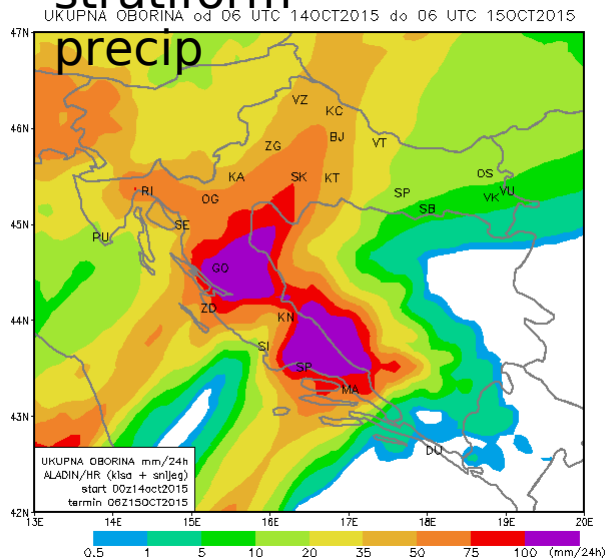 stratiform
UKUPNA OBORINA od 06 UTC 14OCT2015 do 06 UTC 15OCT2015
precip
47N
VZ
KC
46N
BJ
VT
ZG
KA
SK
KT
OS
RI
OG
SP
VK
VU
SB
45N
SE
PU
GO
ZD
44N
KN
SI
SP
MA
43N
DU
UKUPNA OBORINA mm/24h
ALADIN/HR (kisa + snijeg)
start 00z14oct2015
termin 06Z15OCT2015
42N
13E 14E 15E 16E 17E 18E 19E 20E
0.5 1 5 10 20 35 50 75 100 (mm/24h)